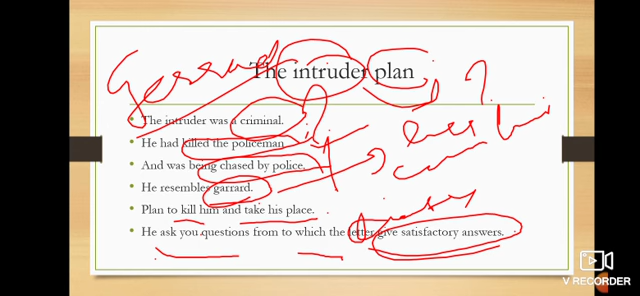 Gerrard
The intruder plan
?
The intruder was a criminal.
He had killed the policeman
And was being chased by police.
He resembles garrard.
Plan to kill him and take his place.
He ask you questions from to which the letter give satisfactory answers.
V RECORDER